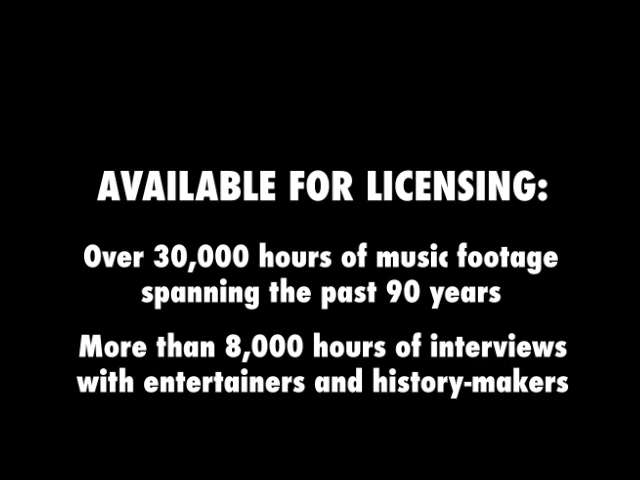 AVAILABLE FOR LICENSING:
Over 30,000 hours of music footage
spanning the past 90 years
More than 8,000 hours of interviews
with entertainers and history-makers